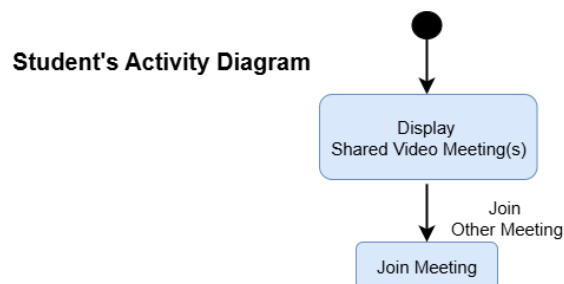 Student's Activity Diagram
Display
Shared Video Meeting(s)
Join
Other Meeting
Join Meeting